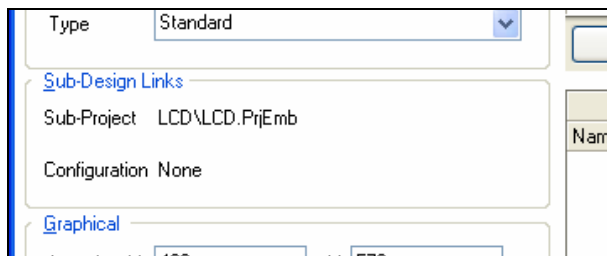 Type Standard
Sub-Design Links
Sub-Project LCD\LCD.PrjEmb
Nam
Configuration None
Graphical